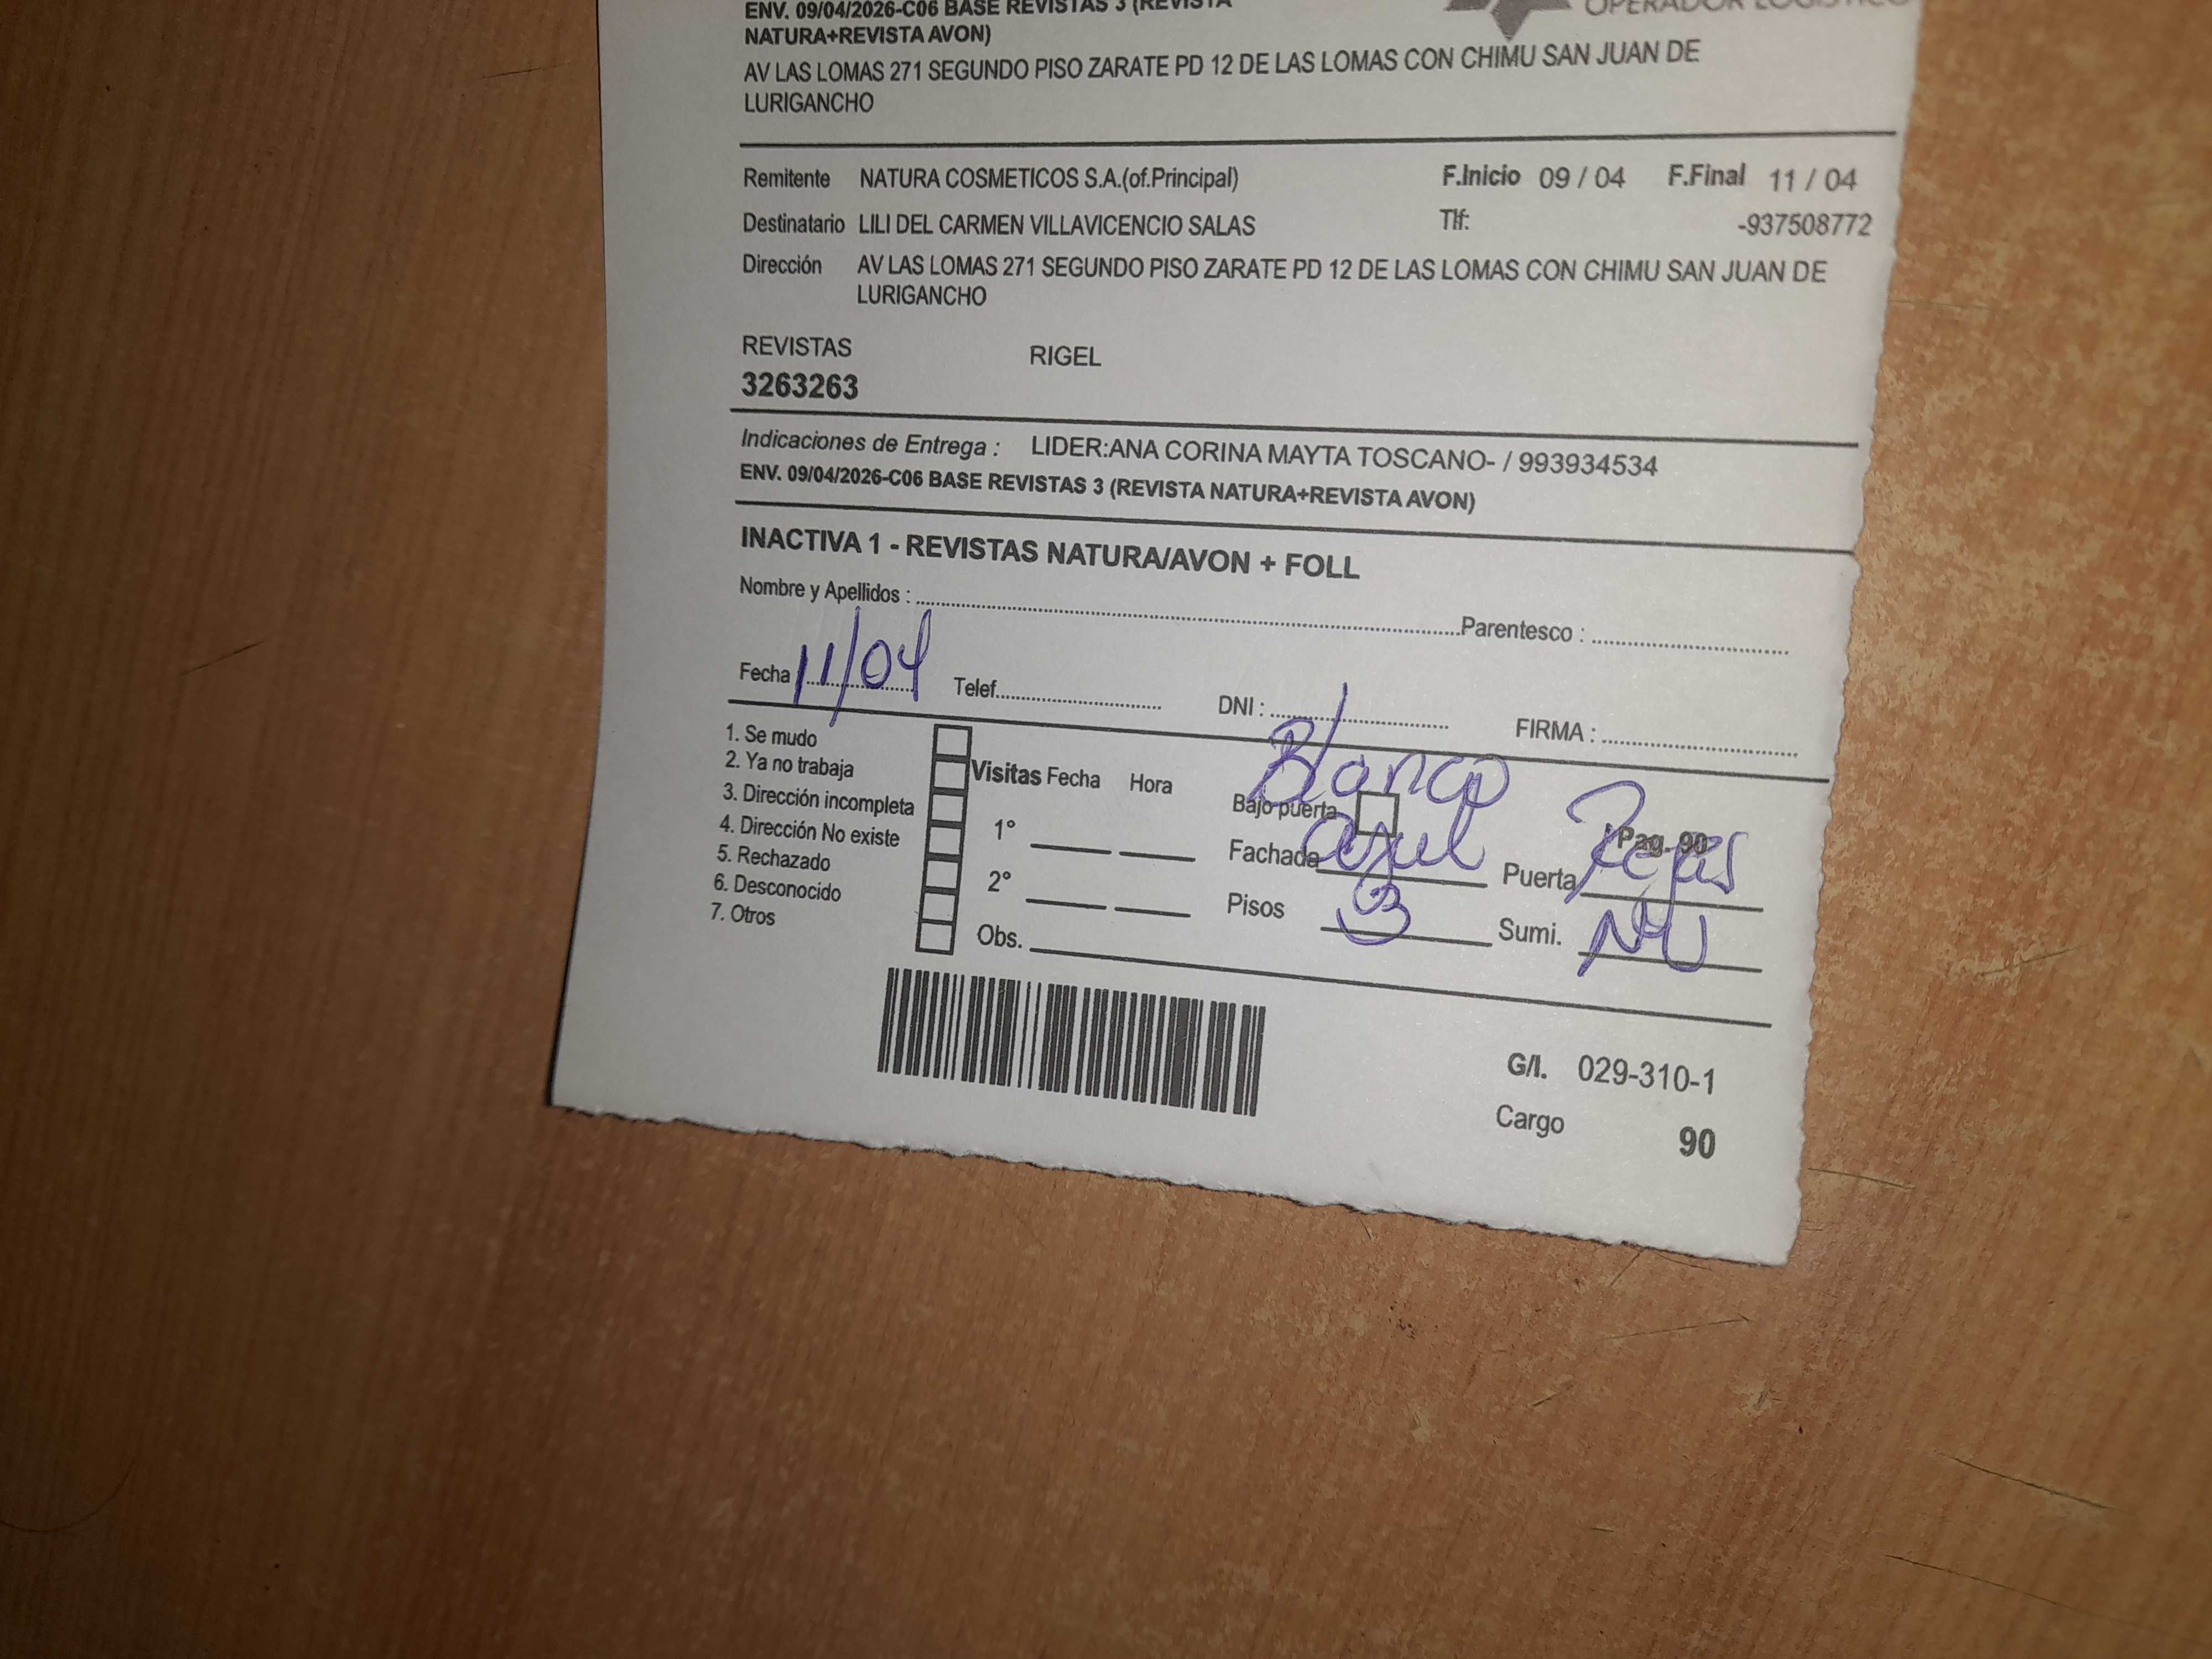 ENV. 09/04/2026-C06 BASE REVISTAS 3 (REVISTA
NATURA+REVISTA AVON)
OPERADOR LOGISTICO
AV LAS LOMAS 271 SEGUNDO PISO ZARATE PD 12 DE LAS LOMAS CON CHIMU SAN JUAN DE
LURIGANCHO
Remitente NATURA COSMETICOS S.A.(of.Principal) F.Inicio 09 / 04 F.Final 11 / 04
Destinatario LILI DEL CARMEN VILLAVICENCIO SALAS Tlf: -937508772
Dirección AV LAS LOMAS 271 SEGUNDO PISO ZARATE PD 12 DE LAS LOMAS CON CHIMU SAN JUAN DE
LURIGANCHO
REVISTAS RIGEL
3263263
Indicaciones de Entrega : LIDER:ANA CORINA MAYTA TOSCANO- / 993934534
ENV. 09/04/2026-C06 BASE REVISTAS 3 (REVISTA NATURA+REVISTA AVON)
INACTIVA 1 - REVISTAS NATURA/AVON + FOLL
Nombre y Apellidos : Parentesco :
Fecha 11/04 Telef. DNI : FIRMA :
1. Se mudo
2. Ya no trabaja
3. Dirección incompleta
4. Dirección No existe
5. Rechazado
6. Desconocido
7. Otros
Visitas Fecha Hora
1°
2°
Obs.
Blanco
Bajo puerta Pag. 90
Fachada azul Puerta Rejas
Pisos 3 Sumi.
G/I. 029-310-1
Cargo 90